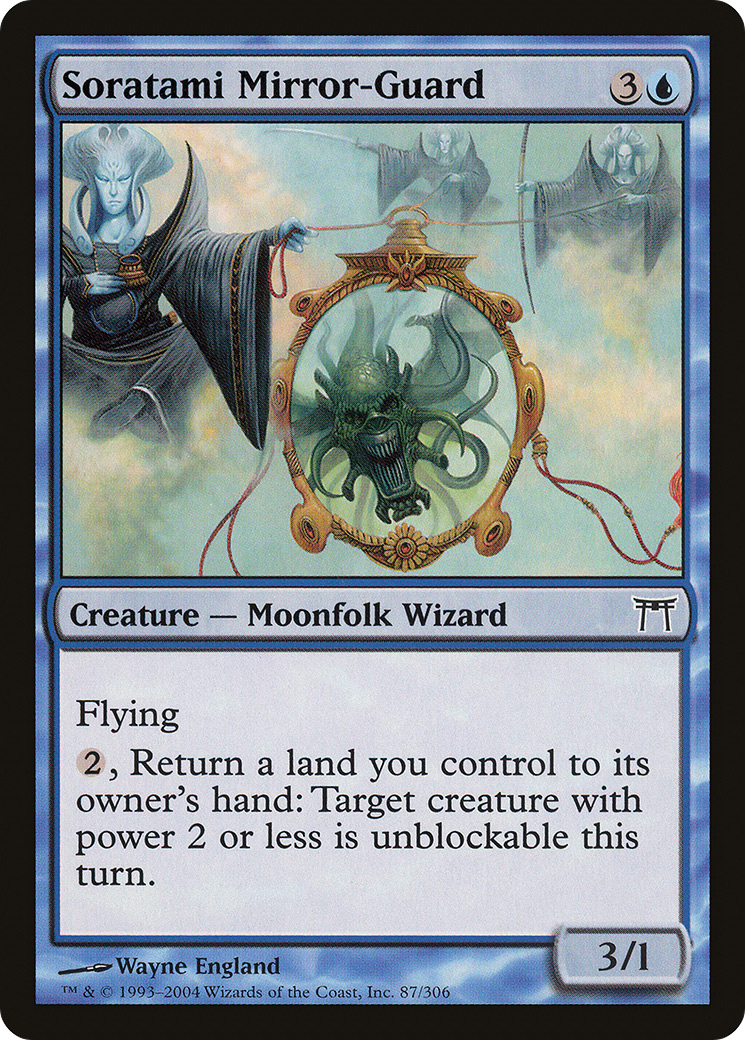 Soratami Mirror-Guard 3
Creature — Moonfolk Wizard
Flying
2, Return a land you control to its
owner's hand: Target creature with
power 2 or less is unblockable this
turn.
3/1
Wayne England
™ & © 1993–2004 Wizards of the Coast, Inc. 87/306